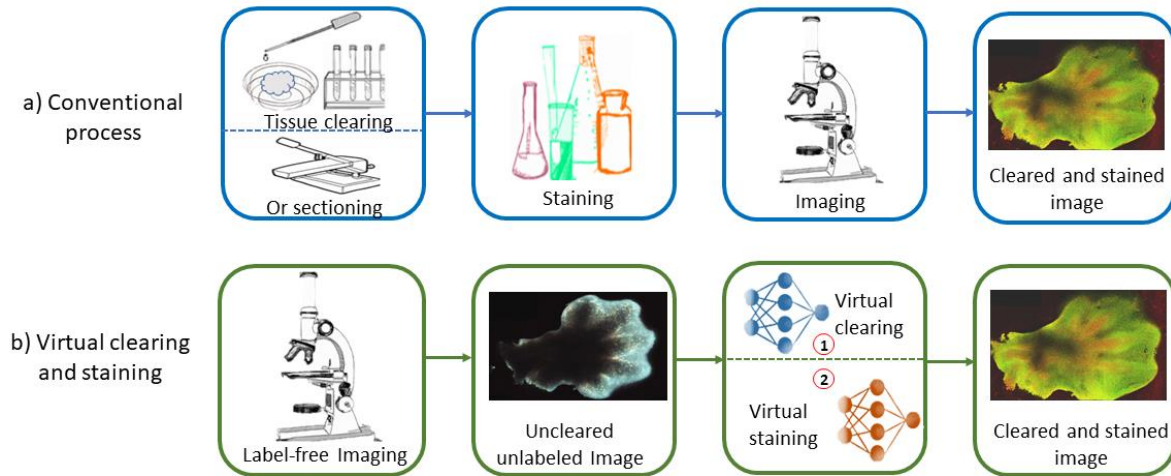 a) Conventional
process
Tissue clearing
Or sectioning
Staining
Imaging
Cleared and stained
image
b) Virtual clearing
and staining
Label-free Imaging
Uncleared
unlabeled Image
Virtual
clearing
1
2
Virtual
staining
Cleared and stained
image